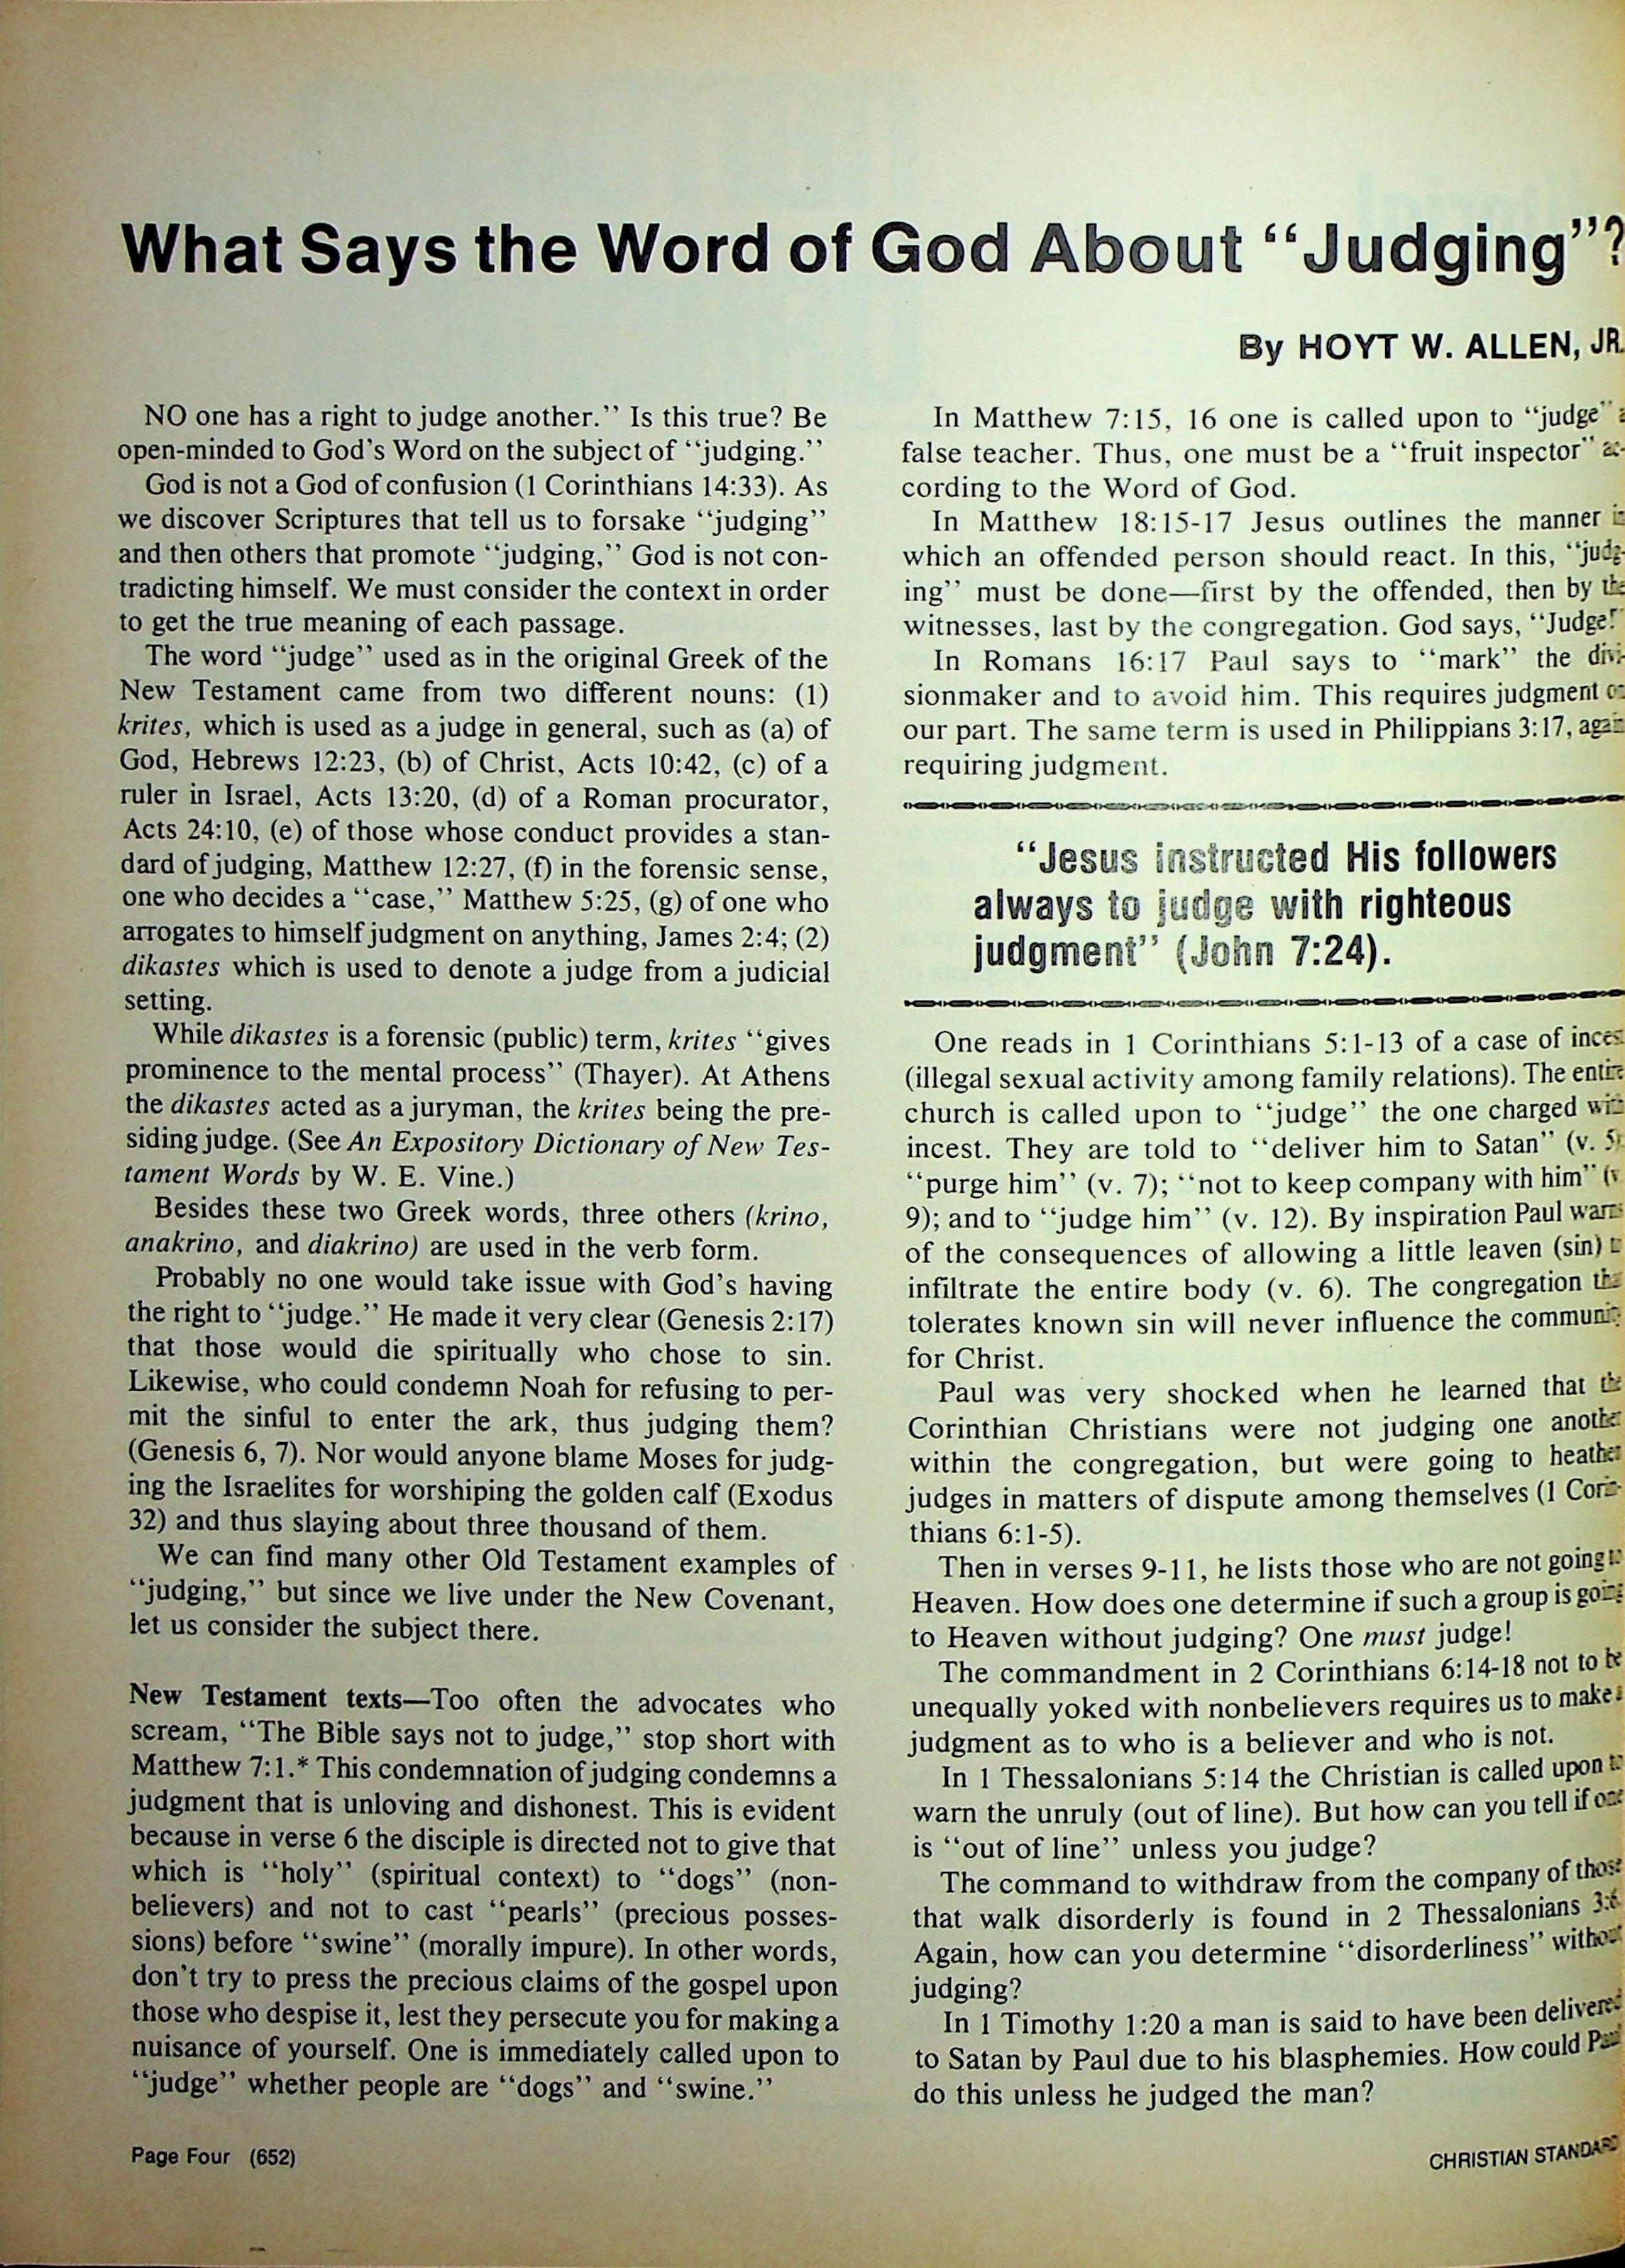 What Says the Word of God About “Judging”?
By HOYT W. ALLEN, JR.
NO one has a right to judge another.” Is this true? Be
open-minded to God’s Word on the subject of “judging.”
God is not a God of confusion (1 Corinthians 14:33). As
we discover Scriptures that tell us to forsake “judging”
and then others that promote “judging,” God is not con-
tradicting himself. We must consider the context in order
to get the true meaning of each passage.
The word “judge” used as in the original Greek of the
New Testament came from two different nouns: (1)
krites, which is used as a judge in general, such as (a) of
God, Hebrews 12:23, (b) of Christ, Acts 10:42, (c) of a
ruler in Israel, Acts 13:20, (d) of a Roman procurator,
Acts 24:10, (e) of those whose conduct provides a stan-
dard of judging, Matthew 12:27, (f) in the forensic sense,
one who decides a “case,” Matthew 5:25, (g) of one who
arrogates to himself judgment on anything, James 2:4; (2)
dikastes which is used to denote a judge from a judicial
setting.
While dikastes is a forensic (public) term, krites “gives
prominence to the mental process” (Thayer). At Athens
the dikastes acted as a juryman, the krites being the pre-
siding judge. (See An Expository Dictionary of New Tes-
tament Words by W. E. Vine.)
Besides these two Greek words, three others (krino,
anakrino, and diakrino) are used in the verb form.
Probably no one would take issue with God’s having
the right to “judge.” He made it very clear (Genesis 2:17)
that those would die spiritually who chose to sin.
Likewise, who could condemn Noah for refusing to per-
mit the sinful to enter the ark, thus judging them?
(Genesis 6, 7). Nor would anyone blame Moses for judg-
ing the Israelites for worshiping the golden calf (Exodus
32) and thus slaying about three thousand of them.
We can find many other Old Testament examples of
“judging,” but since we live under the New Covenant,
let us consider the subject there.
New Testament texts—Too often the advocates who
scream, “The Bible says not to judge,” stop short with
Matthew 7:1.* This condemnation of judging condemns a
judgment that is unloving and dishonest. This is evident
because in verse 6 the disciple is directed not to give that
which is “holy” (spiritual context) to “dogs” (non-
believers) and not to cast “pearls” (precious posses-
sions) before “swine” (morally impure). In other words,
don’t try to press the precious claims of the gospel upon
those who despise it, lest they persecute you for making a
nuisance of yourself. One is immediately called upon to
“judge” whether people are “dogs” and “swine.”
In Matthew 7:15, 16 one is called upon to “judge” a
false teacher. Thus, one must be a “fruit inspector” ac-
cording to the Word of God.
In Matthew 18:15-17 Jesus outlines the manner in
which an offended person should react. In this, “judg-
ing” must be done—first by the offended, then by the
witnesses, last by the congregation. God says, “Judge!”
In Romans 16:17 Paul says to “mark” the divi-
sionmaker and to avoid him. This requires judgment on
our part. The same term is used in Philippians 3:17, again
requiring judgment.
“Jesus instructed His followers
always to judge with righteous
judgment” (John 7:24).
One reads in 1 Corinthians 5:1-13 of a case of incest
(illegal sexual activity among family relations). The entire
church is called upon to “judge” the one charged with
incest. They are told to “deliver him to Satan” (v. 5)
“purge him” (v. 7); “not to keep company with him” (v.
9); and to “judge him” (v. 12). By inspiration Paul warns
of the consequences of allowing a little leaven (sin) to
infiltrate the entire body (v. 6). The congregation that
tolerates known sin will never influence the community
for Christ.
Paul was very shocked when he learned that the
Corinthian Christians were not judging one another
within the congregation, but were going to heathen
judges in matters of dispute among themselves (1 Corin-
thians 6:1-5).
Then in verses 9-11, he lists those who are not going to
Heaven. How does one determine if such a group is going
to Heaven without judging? One must judge!
The commandment in 2 Corinthians 6:14-18 not to be
unequally yoked with nonbelievers requires us to make a
judgment as to who is a believer and who is not.
In 1 Thessalonians 5:14 the Christian is called upon to
warn the unruly (out of line). But how can you tell if one
is “out of line” unless you judge?
The command to withdraw from the company of those
that walk disorderly is found in 2 Thessalonians 3:6.
Again, how can you determine “disorderliness” without
judging?
In 1 Timothy 1:20 a man is said to have been delivered
to Satan by Paul due to his blasphemies. How could Paul
do this unless he judged the man?
Page Four (652)
CHRISTIAN STANDARD